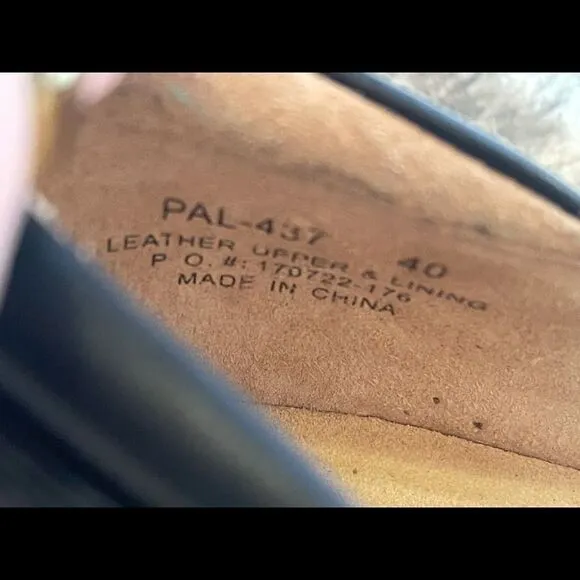 PAL-437 40
LEATHER UPPER & LINING
P O. #: 170722-176
MADE IN CHINA